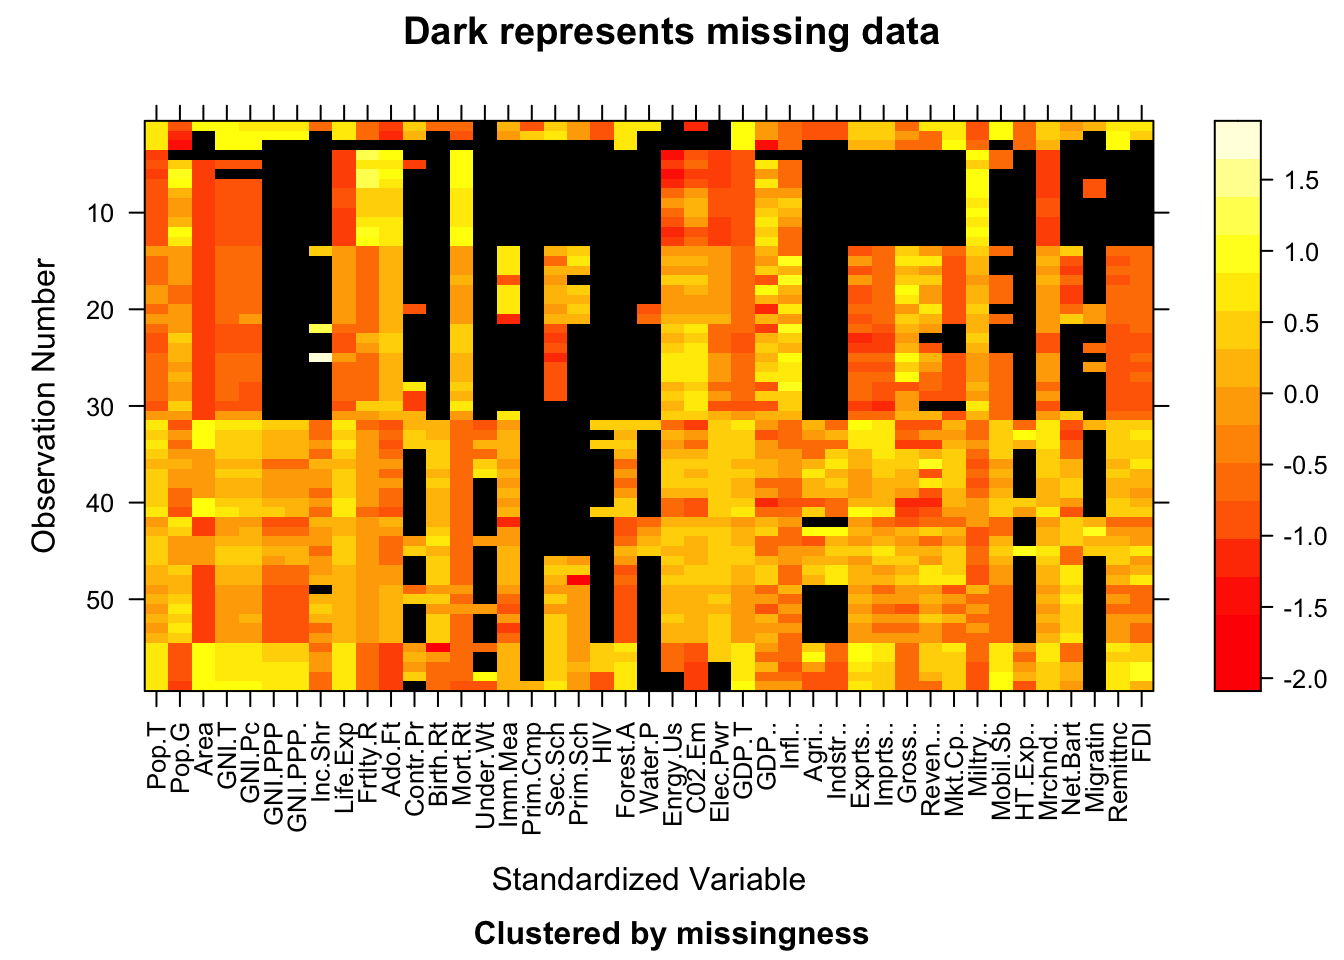 Dark represents missing data
Observation Number
10
20
30
40
50
1.5
1.0
0.5
0.0
-0.5
-1.0
-1.5
-2.0
Pop.T
Pop.G
Area
GNI.T
GNI.Pc
GNI.PPP
GNI.PPP.
Inc.Shr
Life.Exp
Frtlty.R
Ado.Ft
Contr.Pr
Birth.Rt
Mort.Rt
Under.Wt
Imm.Mea
Prim.Cmp
Sec.Sch
Prim.Sch
HIV
Forest.A
Water.P
Enrgy.Us
C02.Em
Elec.Pwr
GDP.T
GDP..
Infl..
Agri..
Indstr..
Exprts..
Imprts..
Gross..
Reven...
Mkt.Cp..
Miltry..
Mobil.Sb
HT.Exp..
Mrchnd..
Net.Bart
Migratin
Remittnc
FDI
Standardized Variable
Clustered by missingness